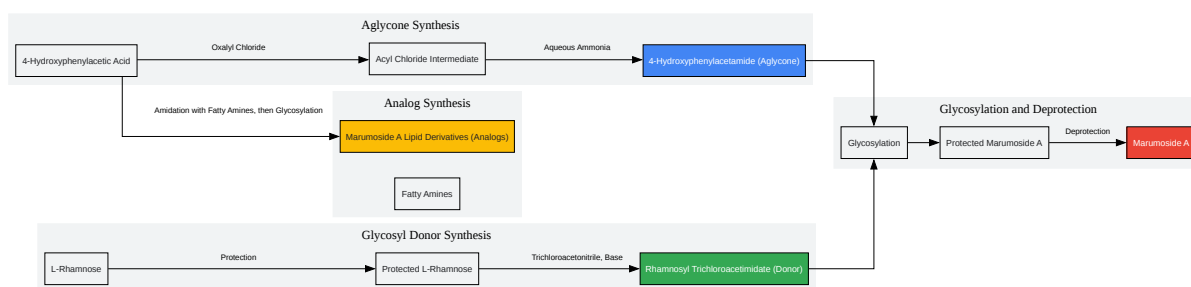 Aglycone Synthesis
4-Hydroxyphenylacetic Acid
Oxalyl Chloride
Acyl Chloride Intermediate
Aqueous Ammonia
4-Hydroxyphenylacetamide (Aglycone)
Amidation with Fatty Amines, then Glycosylation
Analog Synthesis
Marumoside A Lipid Derivatives (Analogs)
Fatty Amines
Glycosylation and Deprotection
Glycosylation
Protected Marumoside A
Deprotection
Marumoside A
Glycosyl Donor Synthesis
L-Rhamnose
Protection
Protected L-Rhamnose
Trichloroacetonitrile, Base
Rhamnosyl Trichloroacetimidate (Donor)